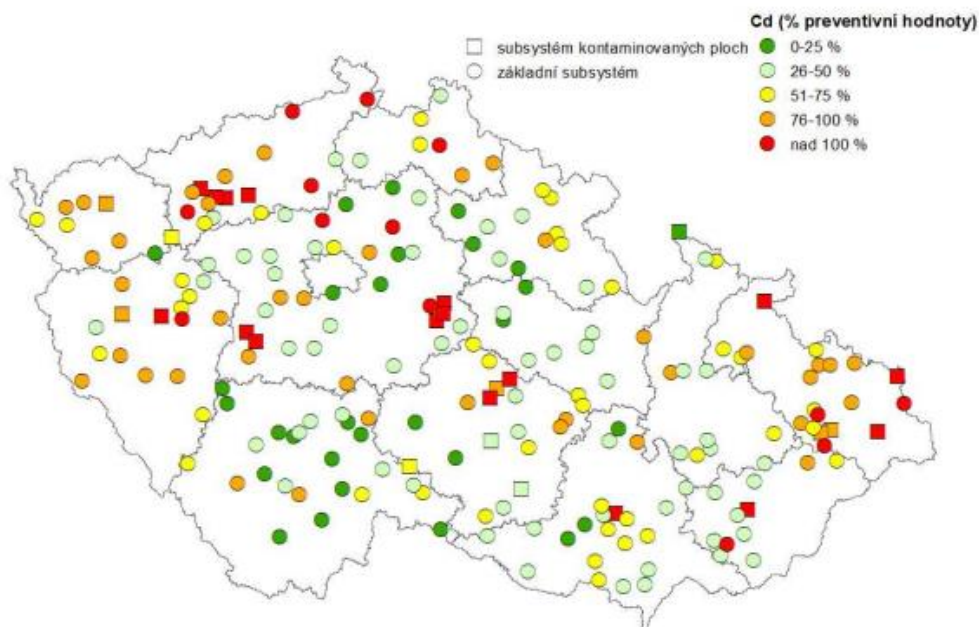 Cd (% preventivní hodnoty)
subsystém kontaminovaných ploch
základní subsystém
0-25 %
26-50 %
51-75 %
76-100 %
nad 100 %